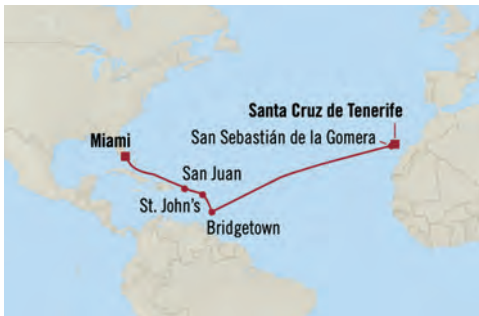 Santa Cruz de Tenerife
San Sebastián de la Gomera
Miami
San Juan
St. John's
Bridgetown